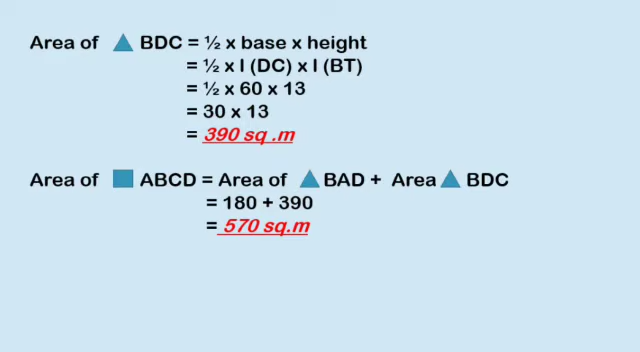 Area of BDC = ½ x base x height
= ½ x l (DC) x l (BT)
= ½ x 60 x 13
= 30 x 13
= 390 sq .m
Area of ABCD = Area of BAD + Area BDC
= 180 + 390
= 570 sq.m